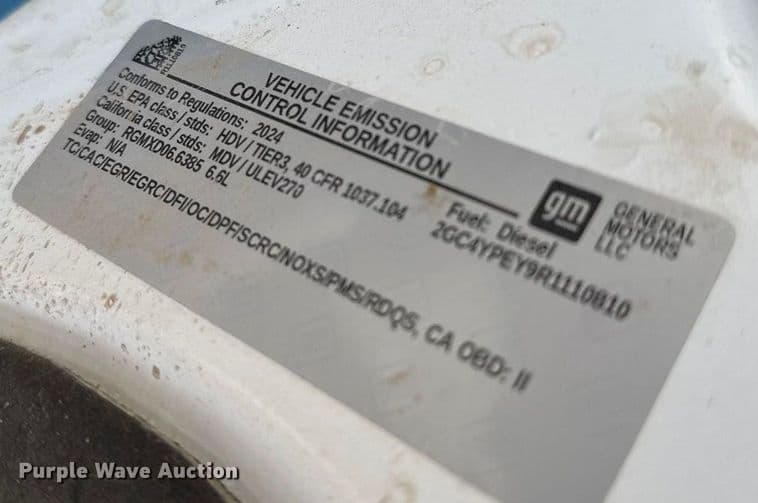 R1110810
VEHICLE EMISSION
CONTROL INFORMATION
gm
GENERAL
MOTORS
LLC
Conforms to Regulations: 2024
U.S. EPA class / stds: HDV / TIER3, 40 CFR 1037.104
California class / stds: MDV / ULEV270
Group: RGMXD06.6385 6.6L
Evap: N/A
Fuel: Diesel
2GC4YPEY9R1110810
TC/CAC/EGR/EGRC/DFI/OC/DPF/SCRC/NOXS/PMS/RDQS, CA OBD: II
Purple Wave Auction